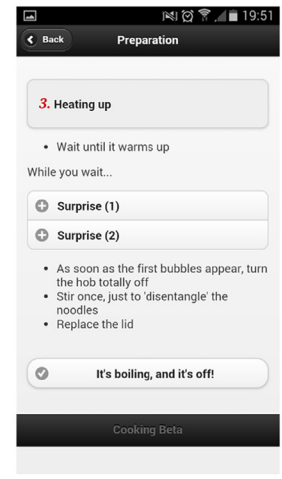 19:51
Back
Preparation
3. Heating up
• Wait until it warms up
While you wait...
Surprise (1)
Surprise (2)
• As soon as the first bubbles appear, turn
the hob totally off
• Stir once, just to 'disentangle' the
noodles
• Replace the lid
It's boiling, and it's off!
Cooking Beta